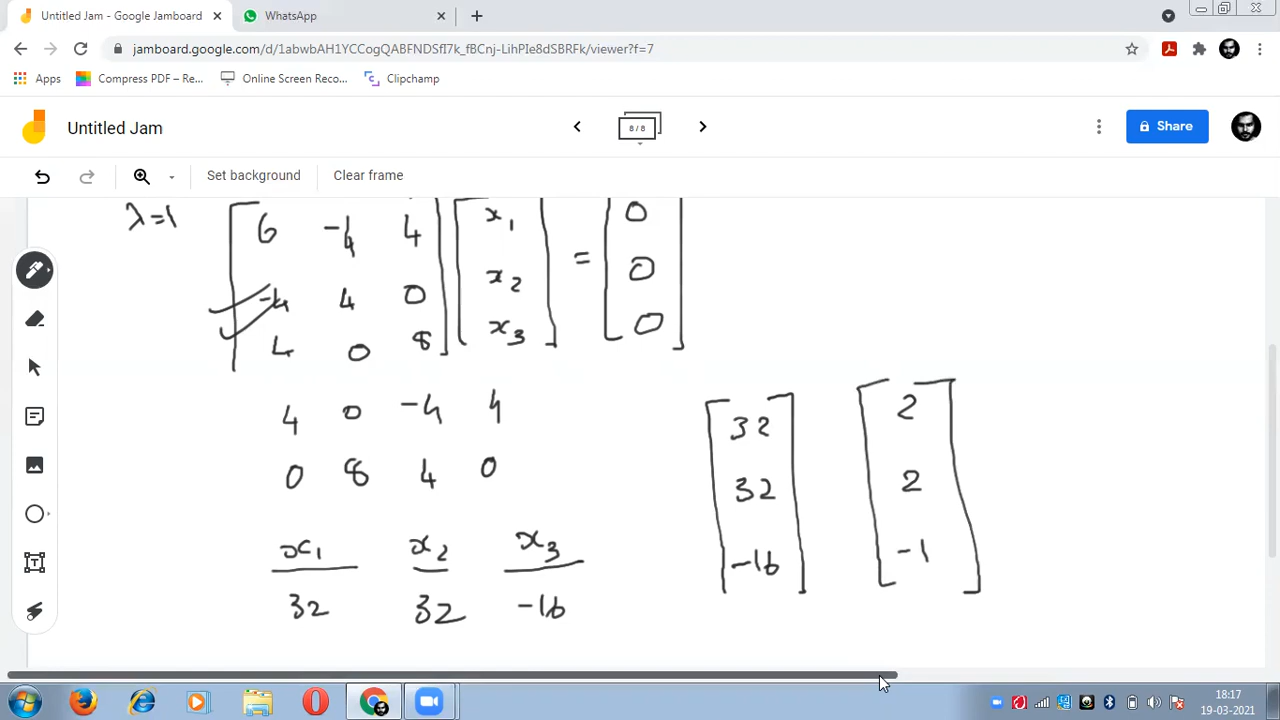 Untitled Jam - Google Jamboard
WhatsApp
jamboard.google.com/d/1abwbAH1YCCogQABFNDSfI7k_fBCnj-LihPIe8dSBRFk/viewer?f=7
Apps Compress PDF – Re... Online Screen Reco... Clipchamp
Untitled Jam
8 / 8
Share
Set background Clear frame
λ=1
6 -4 4 x1 0
=
-4 4 0 x2 0
4 0 8 x3 0
4 0 -4 4
0 8 4 0
x1 x2 x3
32 32 -16
32
32
-16
2
2
-1
18:17
19-03-2021